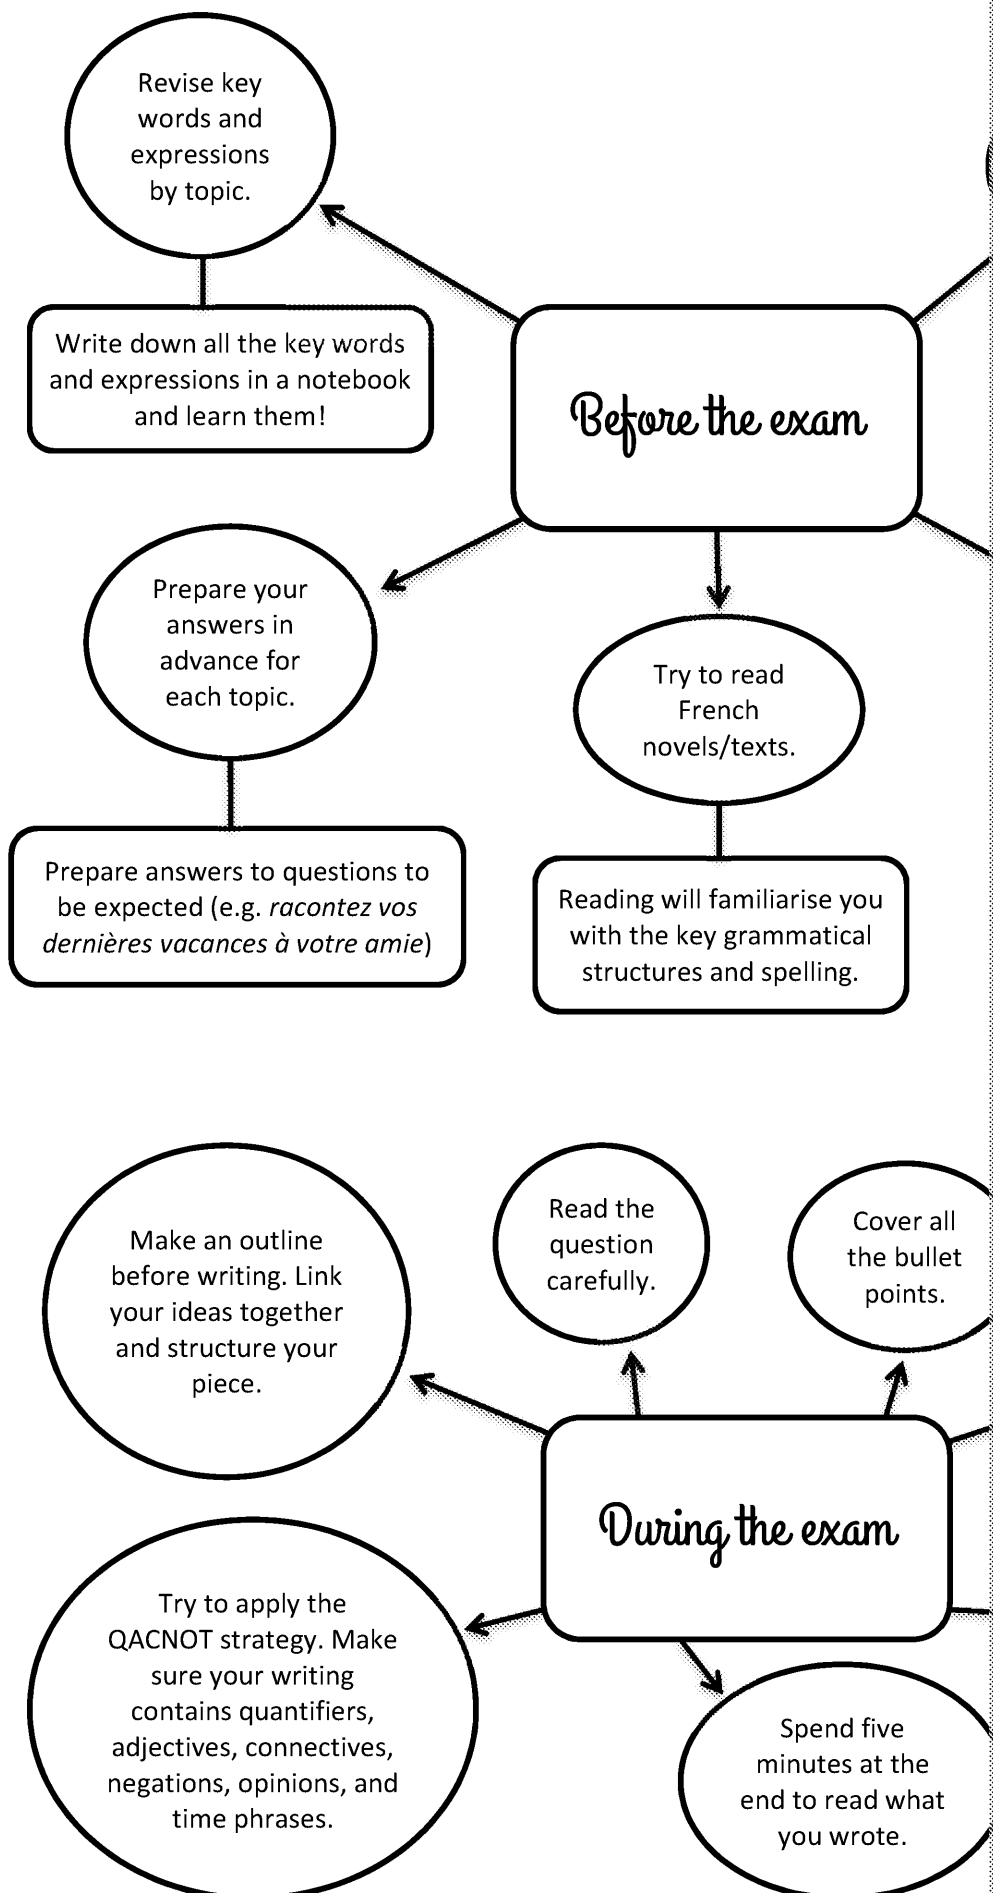 Revise key
words and
expressions
by topic.
Write down all the key words
and expressions in a notebook
and learn them!
Before the exam
Prepare your
answers in
advance for
each topic.
Try to read
French
novels/texts.
Prepare answers to questions to
be expected (e.g. racontez vos
dernières vacances à votre amie)
Reading will familiarise you
with the key grammatical
structures and spelling.
Make an outline
before writing. Link
your ideas together
and structure your
piece.
Read the
question
carefully.
Cover all
the bullet
points.
During the exam
Try to apply the
QACNOT strategy. Make
sure your writing
contains quantifiers,
adjectives, connectives,
negations, opinions, and
time phrases.
Spend five
minutes at the
end to read what
you wrote.